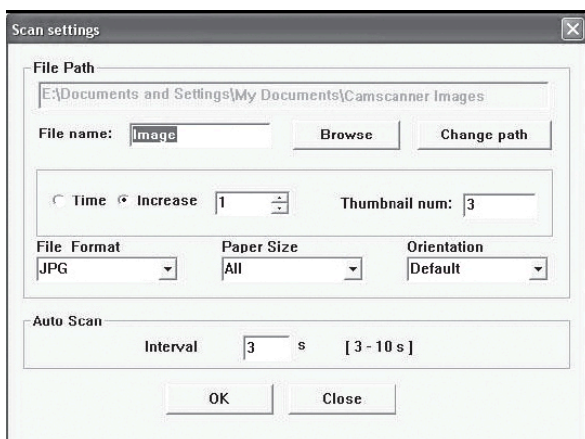 Scan settings
File Path
E:\Documents and Settings\My Documents\Camscanner Images
File name: Image Browse Change path
Time Increase 1 Thumbnail num: 3
File Format Paper Size Orientation
JPG All Default
Auto Scan
Interval 3 s [ 3 - 10 s ]
OK Close